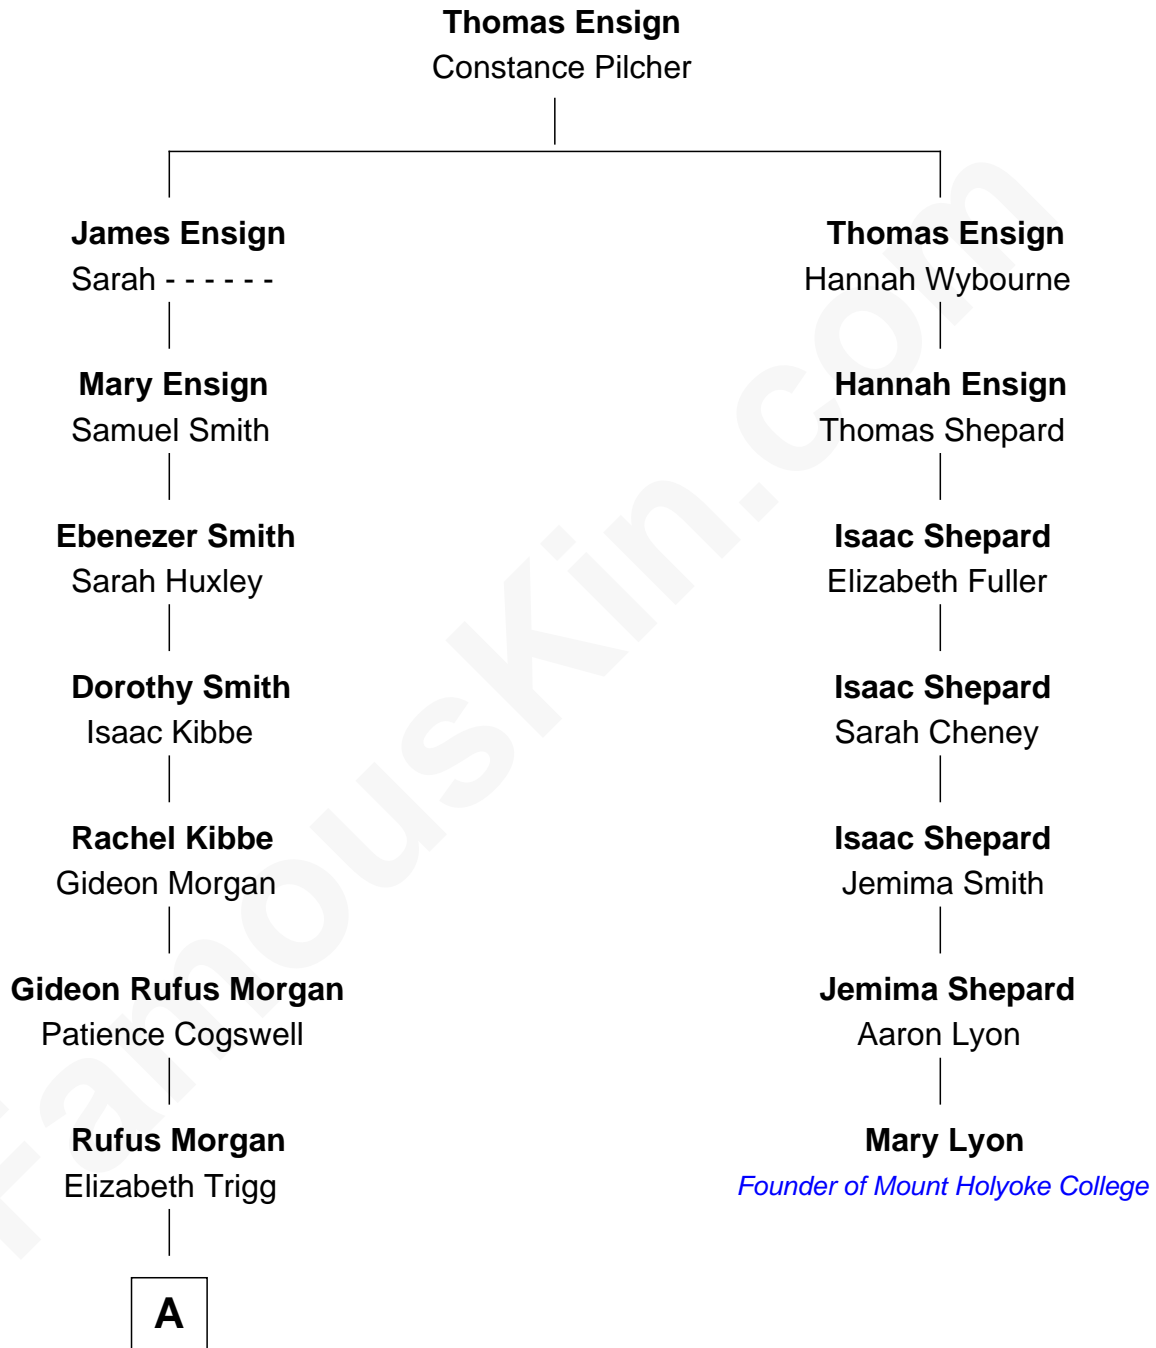 Thomas Ensign
Constance Pilcher
James Ensign
Sarah - - - - - -
Mary Ensign
Samuel Smith
Ebenezer Smith
Sarah Huxley
Dorothy Smith
Isaac Kibbe
Rachel Kibbe
Gideon Morgan
Gideon Rufus Morgan
Patience Cogswell
Rufus Morgan
Elizabeth Trigg
A
Thomas Ensign
Hannah Wybourne
Hannah Ensign
Thomas Shepard
Isaac Shepard
Elizabeth Fuller
Isaac Shepard
Sarah Cheney
Isaac Shepard
Jemima Smith
Jemima Shepard
Aaron Lyon
Mary Lyon
Founder of Mount Holyoke College
FamousKin.com